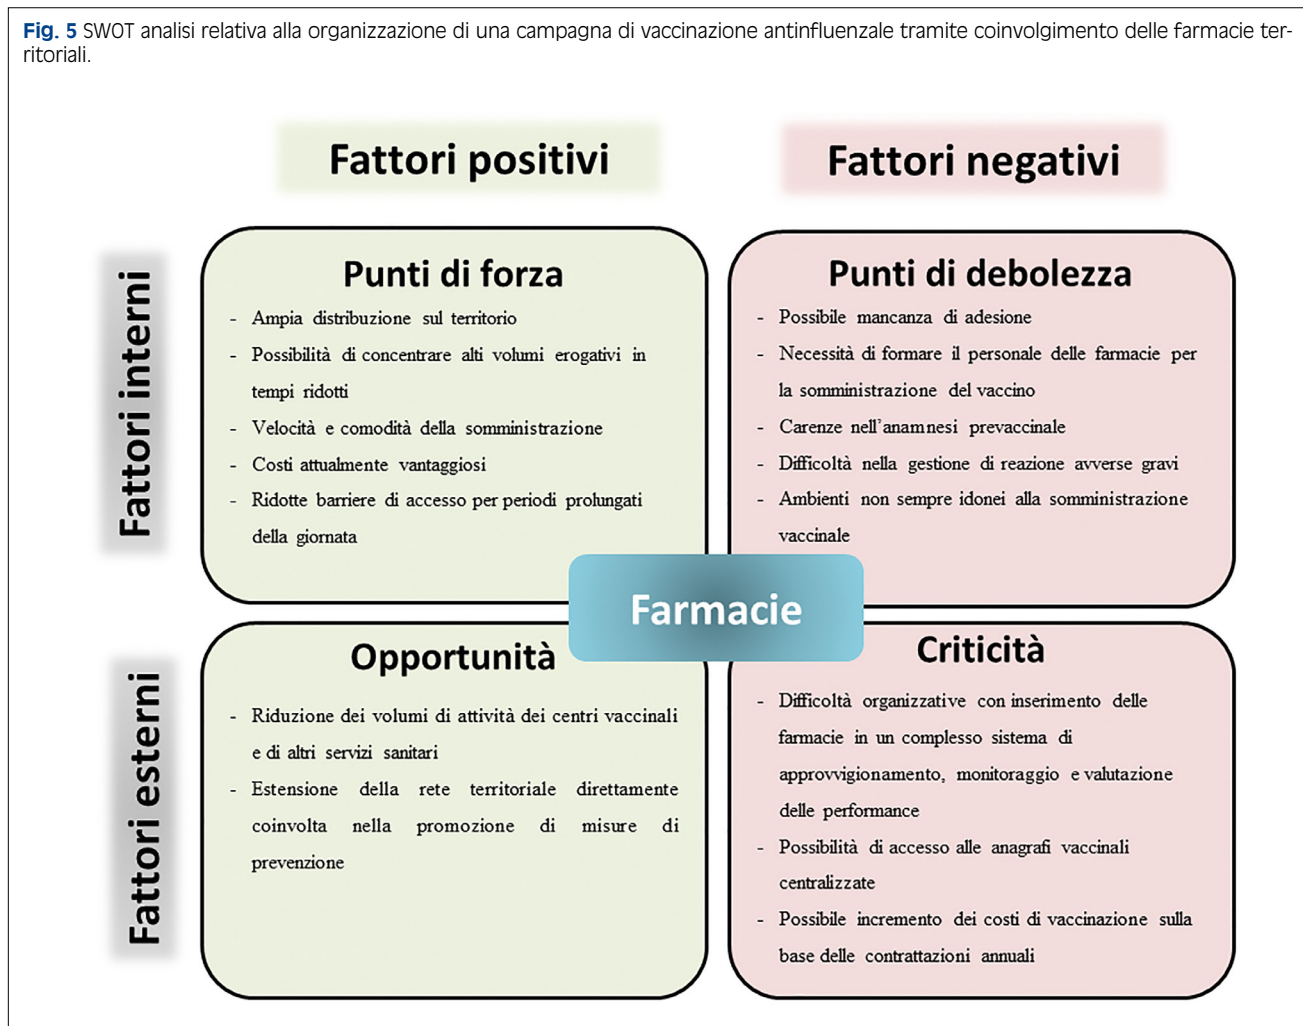 Fig. 5 SWOT analisi relativa alla organizzazione di una campagna di vaccinazione antinfluenzale tramite coinvolgimento delle farmacie ter-
ritoriali.
Fattori positivi
Fattori negativi
Fattori interni
Punti di forza
- Ampia distribuzione sul territorio
- Possibilità di concentrare alti volumi erogativi in
tempi ridotti
- Velocità e comodità della somministrazione
- Costi attualmente vantaggiosi
- Ridotte barriere di accesso per periodi prolungati
della giornata
Punti di debolezza
- Possibile mancanza di adesione
- Necessità di formare il personale delle farmacie per
la somministrazione del vaccino
- Carenze nell'anamnesi prevaccinale
- Difficoltà nella gestione di reazione avverse gravi
- Ambienti non sempre idonei alla somministrazione
vaccinale
Farmacie
Fattori esterni
Opportunità
- Riduzione dei volumi di attività dei centri vaccinali
e di altri servizi sanitari
- Estensione della rete territoriale direttamente
coinvolta nella promozione di misure di
prevenzione
Criticità
- Difficoltà organizzative con inserimento delle
farmacie in un complesso sistema di
approvvigionamento, monitoraggio e valutazione
delle performance
- Possibilità di accesso alle anagrafi vaccinali
centralizzate
- Possibile incremento dei costi di vaccinazione sulla
base delle contrattazioni annuali